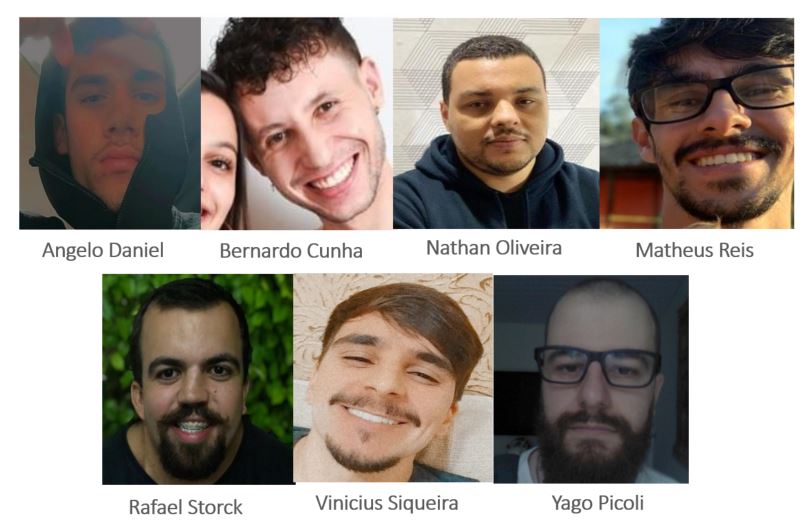 Angelo Daniel
Bernardo Cunha
Nathan Oliveira
Matheus Reis
Rafael Storck
Vinicius Siqueira
Yago Picoli